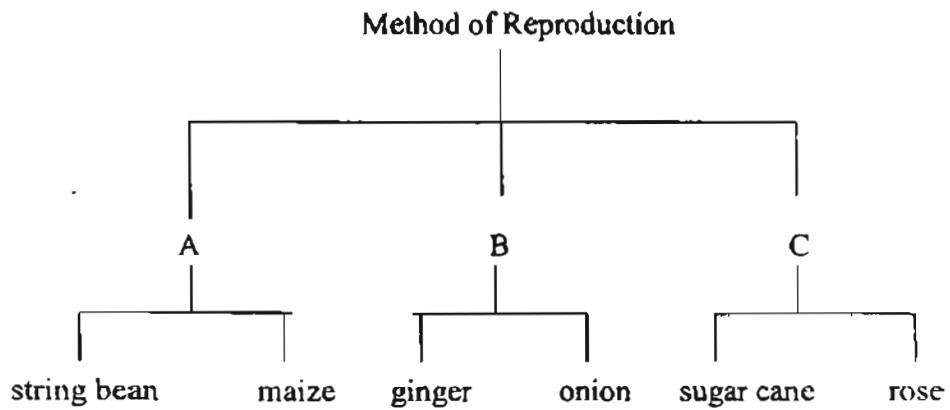 Method of Reproduction
A B C
string bean maize ginger onion sugar cane rose